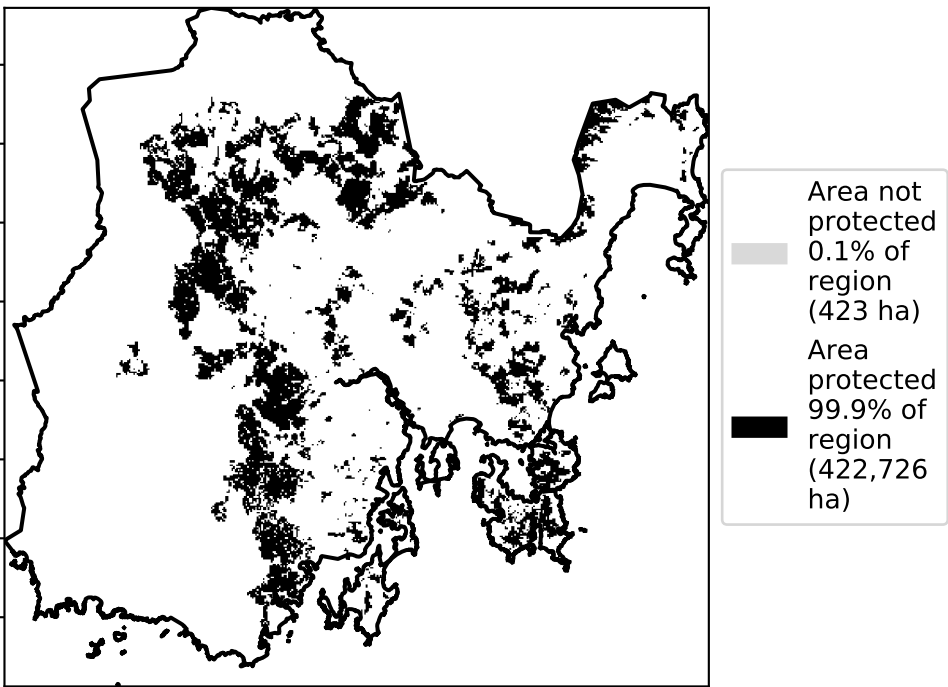 Area not
protected
0.1% of
region
(423 ha)
Area
protected
99.9% of
region
(422,726
ha)